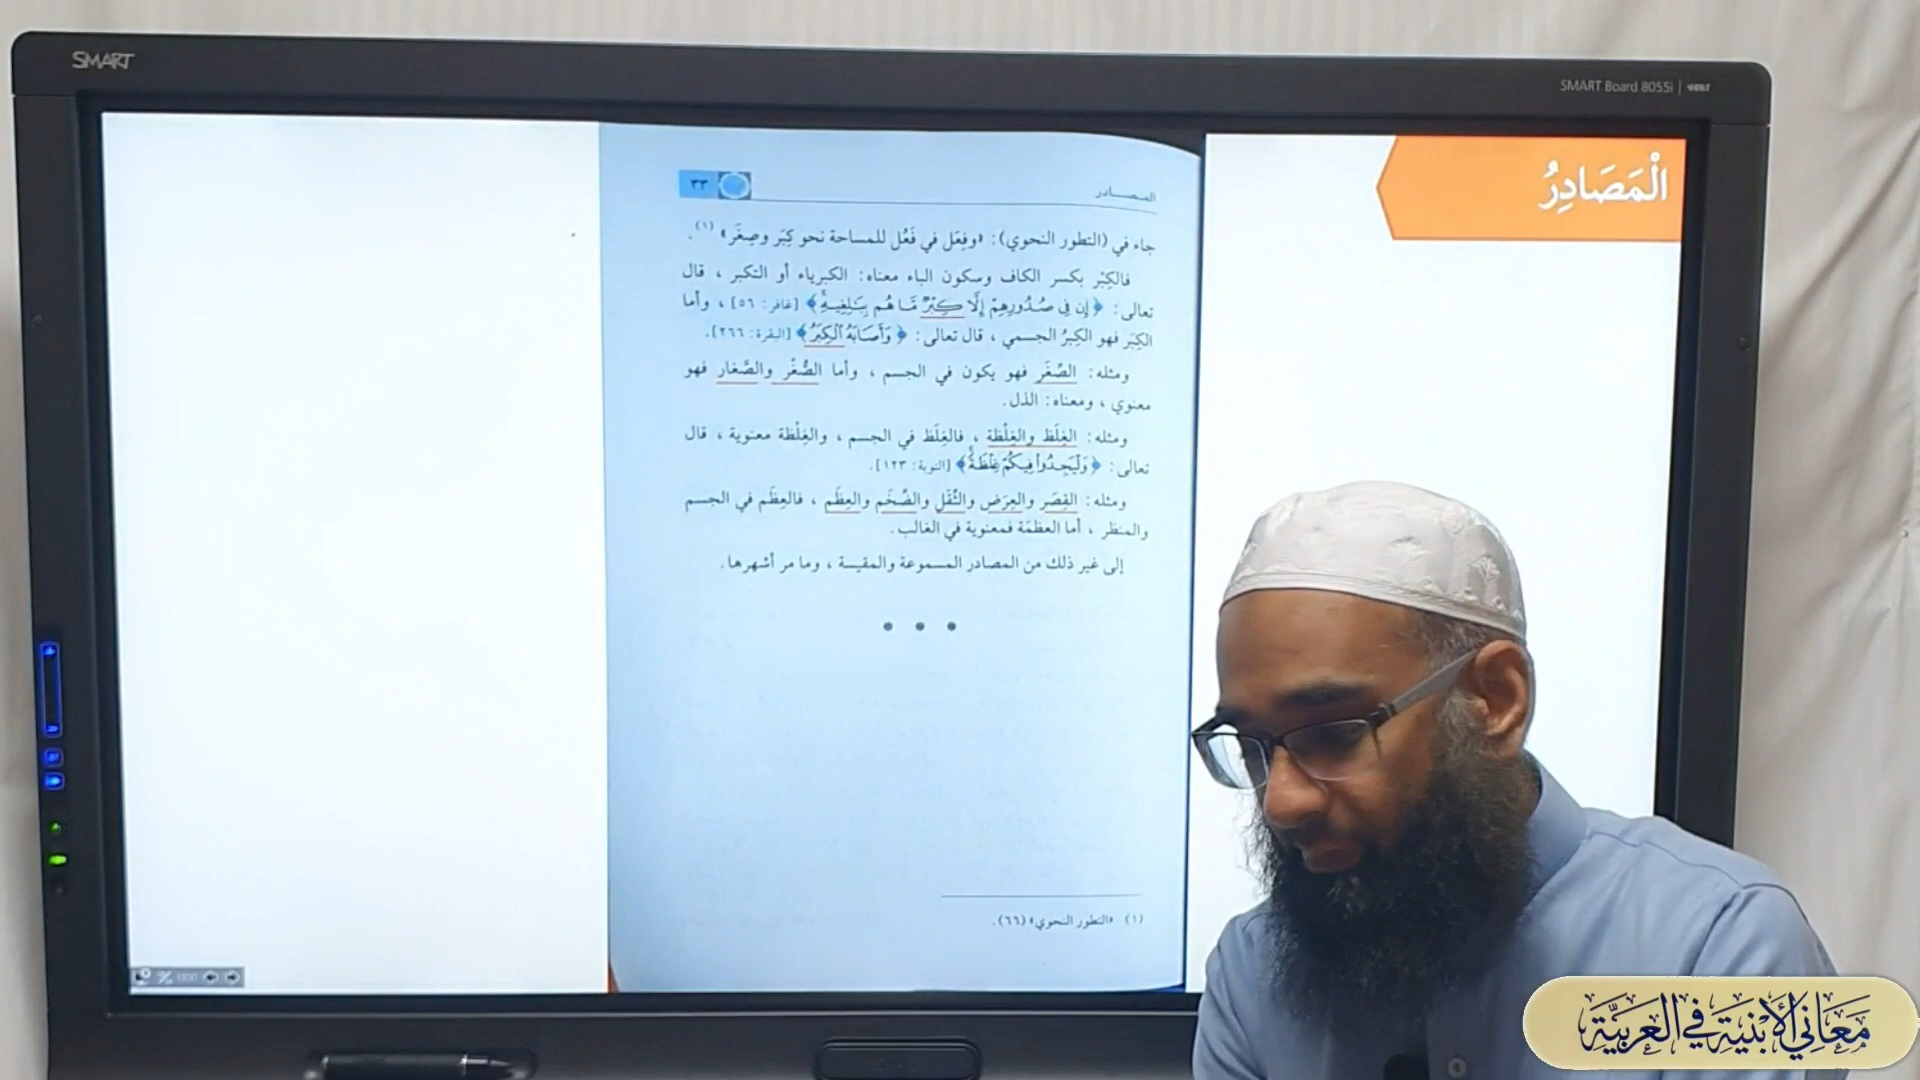 SMART
SMART Board 8055i
الْمَصَادِرُ
المصادر
٣٣
جاء في (التطور النحوي): «وفِعَل في فَعُل للمساحة نحو كِبَر وصِغَر» (١).
فالكِبْر بكسر الكاف وسكون الباء معناه: الكبرياء أو التكبر ، قال
تعالى: ﴿إِن فِي صُدُورِهِمْ إِلَّا كِبْرٌ مَّا هُم بِبَالِغِيهِ﴾ [غافر: ٥٦] ، وأما
الكِبَر فهو الكِبرُ الجسمي ، قال تعالى: ﴿وَأَصَابَهُ الْكِبَرُ﴾ [البقرة: ٢٦٦].
ومثله: الصِّغَر فهو يكون في الجسم ، وأما الصُّغْر والصَّغار فهو
معنوي ، ومعناه: الذل.
ومثله: الغِلَظ والغِلْظة ، فالغِلَظ في الجسم ، والغِلْظة معنوية ، قال
تعالى: ﴿وَلْيَجِدُوا فِيكُمْ غِلْظَةً﴾ [التوبة: ١٢٣].
ومثله: القِصَر والعِرَض والثِّقَل والضِّخَم والعِظَم ، فالعِظَم في الجسم
والمنظر ، أما العظمَة فمعنوية في الغالب.
إلى غير ذلك من المصادر المسموعة والمقيسة ، وما مر أشهرها.
(١) «التطور النحوي» (٦٦).
مَعَانِي الأَبْنِيَةِ فِي العَرَبِيَّةِ